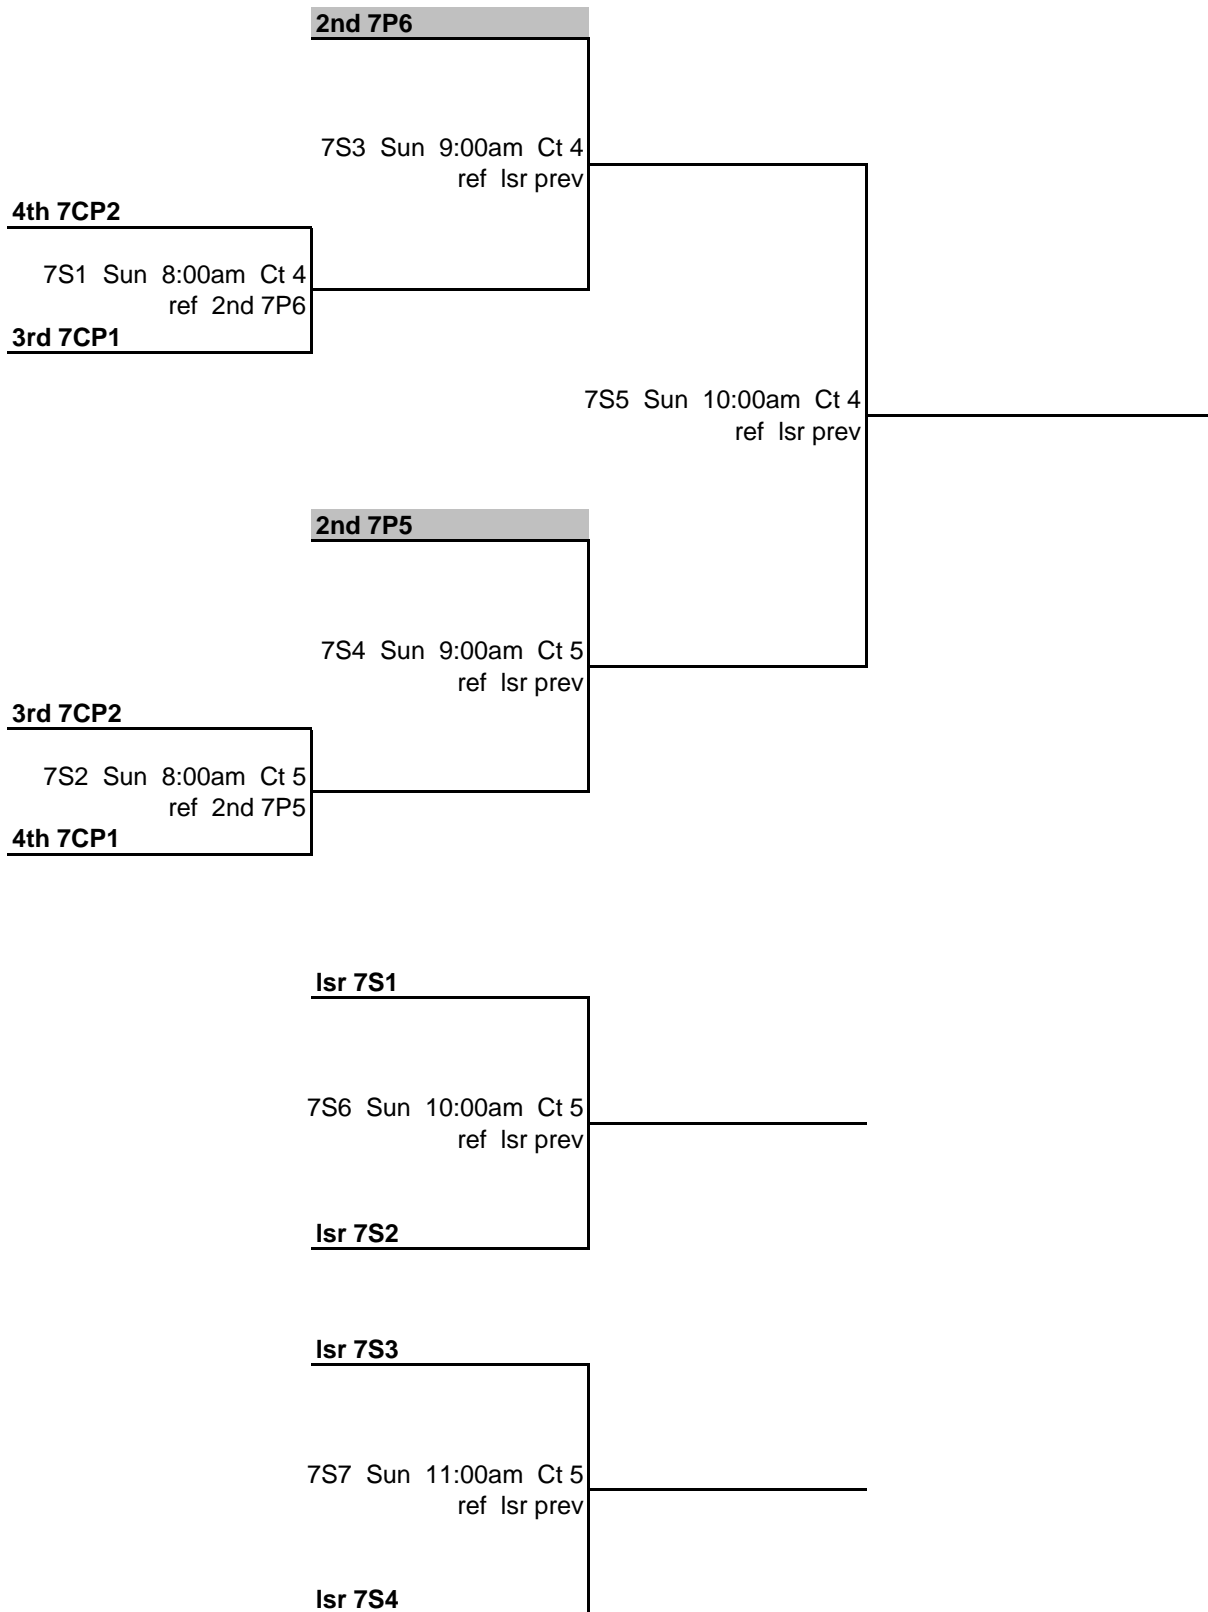 2nd 7P6
7S3 Sun 9:00am Ct 4
ref lsr prev
4th 7CP2
7S1 Sun 8:00am Ct 4
ref 2nd 7P6
3rd 7CP1
7S5 Sun 10:00am Ct 4
ref lsr prev
2nd 7P5
7S4 Sun 9:00am Ct 5
ref lsr prev
3rd 7CP2
7S2 Sun 8:00am Ct 5
ref 2nd 7P5
4th 7CP1
lsr 7S1
7S6 Sun 10:00am Ct 5
ref lsr prev
lsr 7S2
lsr 7S3
7S7 Sun 11:00am Ct 5
ref lsr prev
lsr 7S4